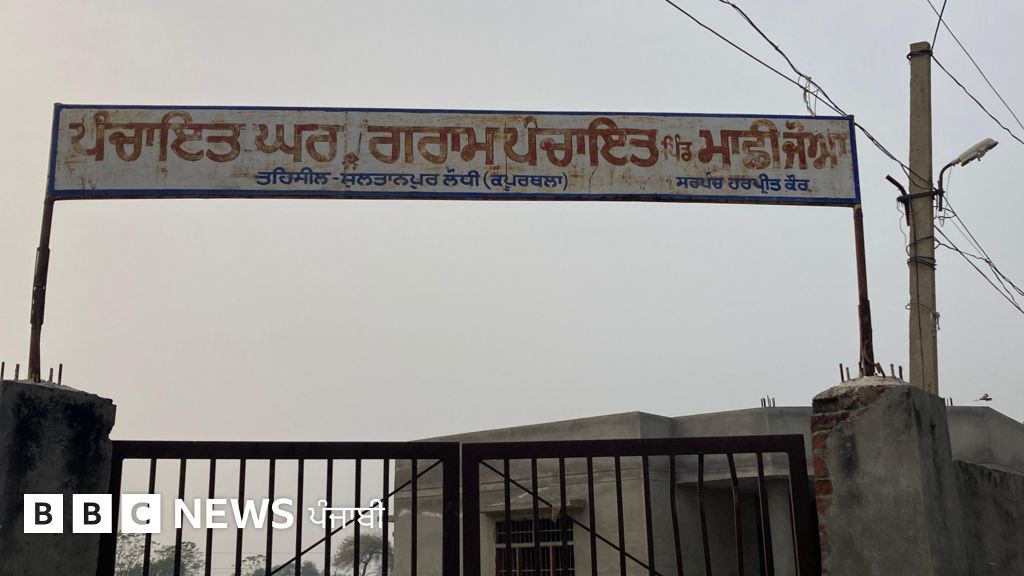 ਪੰਚਾਇਤ ਘਰ ਗਰਾਮ ਪੰਚਾਇਤ ਪਿੰਡ ਮਾਛੀਜੋਆ
ਤਹਿਸੀਲ-ਸੁਲਤਾਨਪੁਰ ਲੋਧੀ (ਕਪੂਰਥਲਾ) ਸਰਪੰਚ ਹਰਪ੍ਰੀਤ ਕੌਰ
BBC NEWS ਪੰਜਾਬੀ